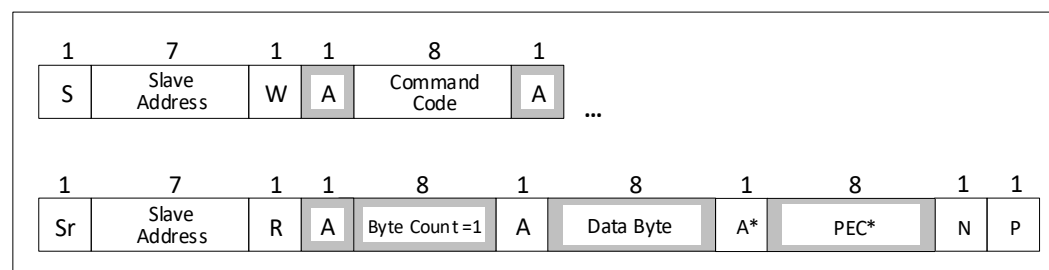 1 7 1 1 8 1
S Slave Address W A Command Code A ...
1 7 1 1 8 1 8 1 8 1 1
Sr Slave Address R A Byte Count=1 A Data Byte A* PEC* N P